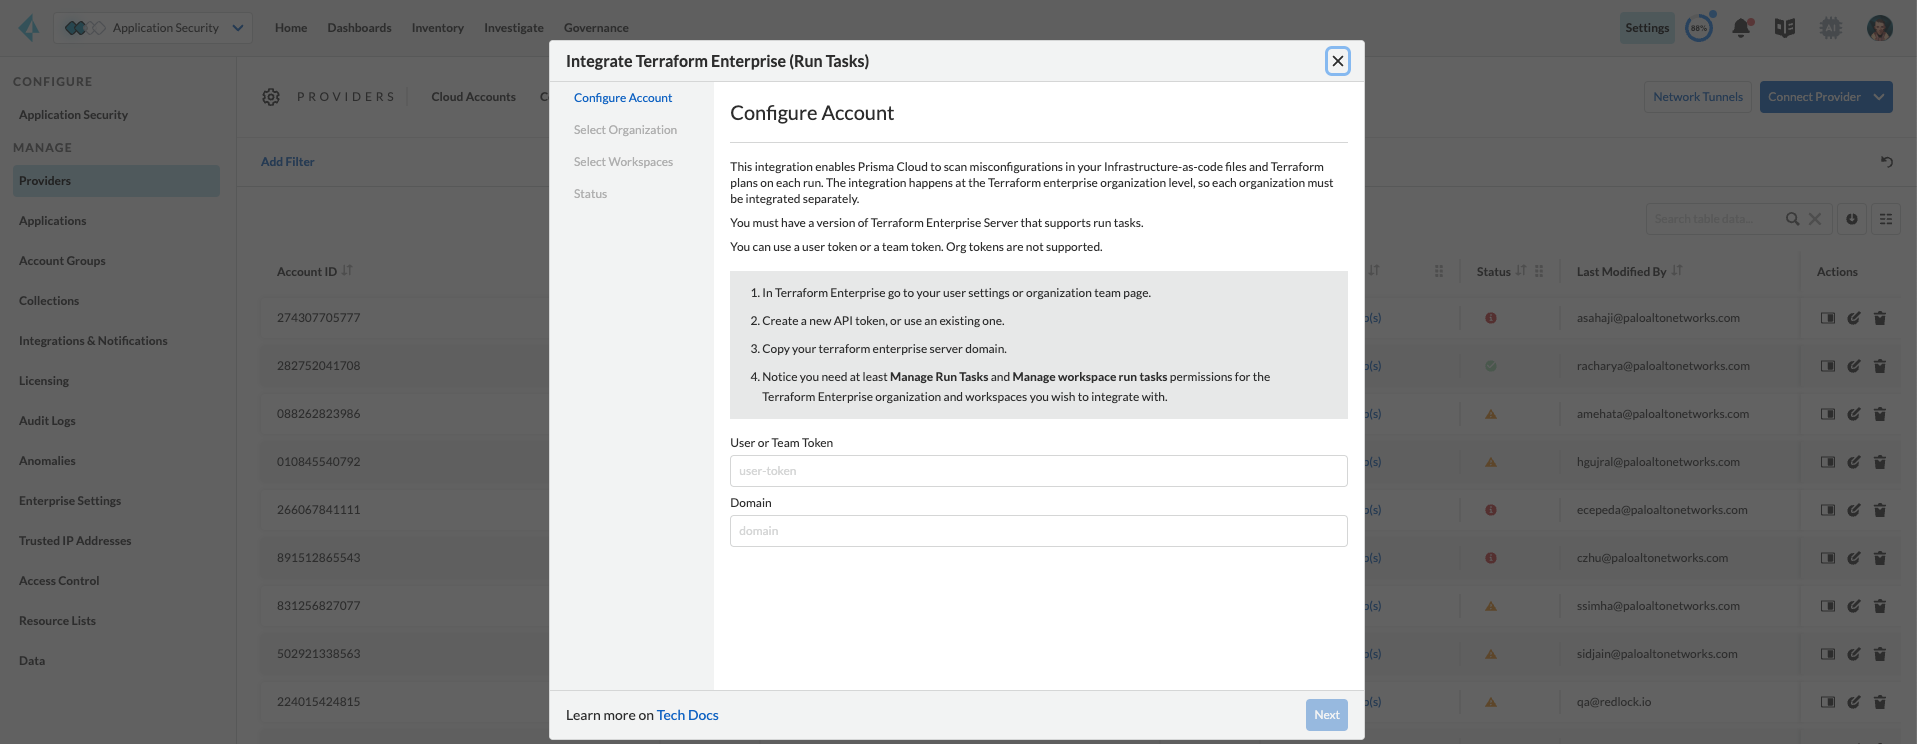 Application Security
Home
Dashboards
Inventory
Investigate
Governance
Settings
88%
AI
Integrate Terraform Enterprise (Run Tasks)
CONFIGURE
Application Security
MANAGE
Providers
Applications
Account Groups
Collections
Integrations & Notifications
Licensing
Audit Logs
Anomalies
Enterprise Settings
Trusted IP Addresses
Access Control
Resource Lists
Data
PROVIDERS
Cloud Accounts
Network Tunnels
Connect Provider
Add Filter
Search table data...
Account ID
Status
Last Modified By
Actions
274307705777
o(s)
asahaji@paloaltonetworks.com
282752041708
o(s)
racharya@paloaltonetworks.com
088262823986
o(s)
amehata@paloaltonetworks.com
010845540792
o(s)
hgujral@paloaltonetworks.com
266067841111
o(s)
ecepeda@paloaltonetworks.com
891512865543
o(s)
czhu@paloaltonetworks.com
831256827077
o(s)
ssimha@paloaltonetworks.com
502921338563
o(s)
sidjain@paloaltonetworks.com
224015424815
o(s)
qa@redlock.io
Configure Account
Select Organization
Select Workspaces
Status
Configure Account
This integration enables Prisma Cloud to scan misconfigurations in your Infrastructure-as-code files and Terraform
plans on each run. The integration happens at the Terraform enterprise organization level, so each organization must
be integrated separately.
You must have a version of Terraform Enterprise Server that supports run tasks.
You can use a user token or a team token. Org tokens are not supported.
1. In Terraform Enterprise go to your user settings or organization team page.
2. Create a new API token, or use an existing one.
3. Copy your terraform enterprise server domain.
4. Notice you need at least Manage Run Tasks and Manage workspace run tasks permissions for the
Terraform Enterprise organization and workspaces you wish to integrate with.
User or Team Token
user-token
Domain
domain
Learn more on Tech Docs
Next